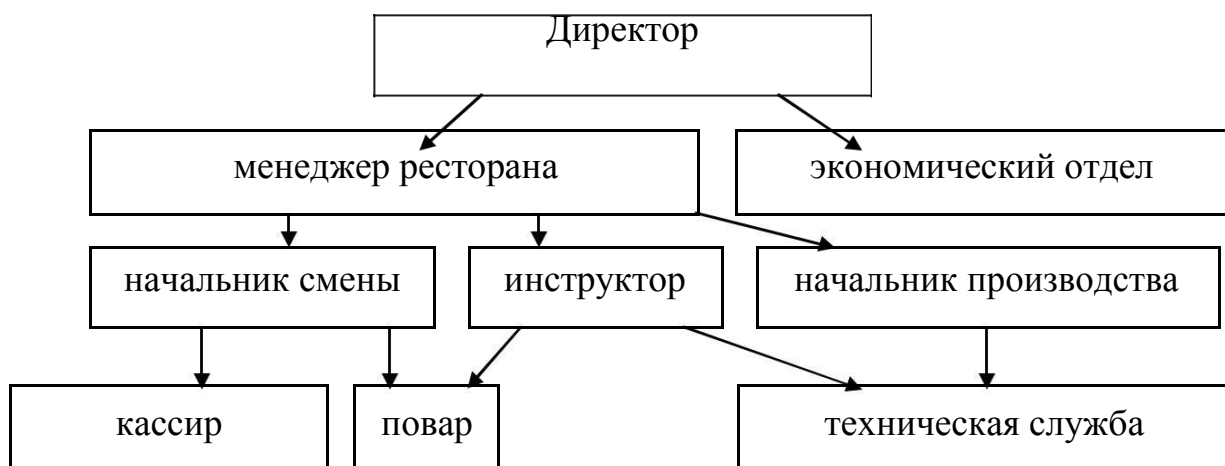 Директор
менеджер ресторана
экономический отдел
начальник смены
инструктор
начальник производства
кассир
повар
техническая служба